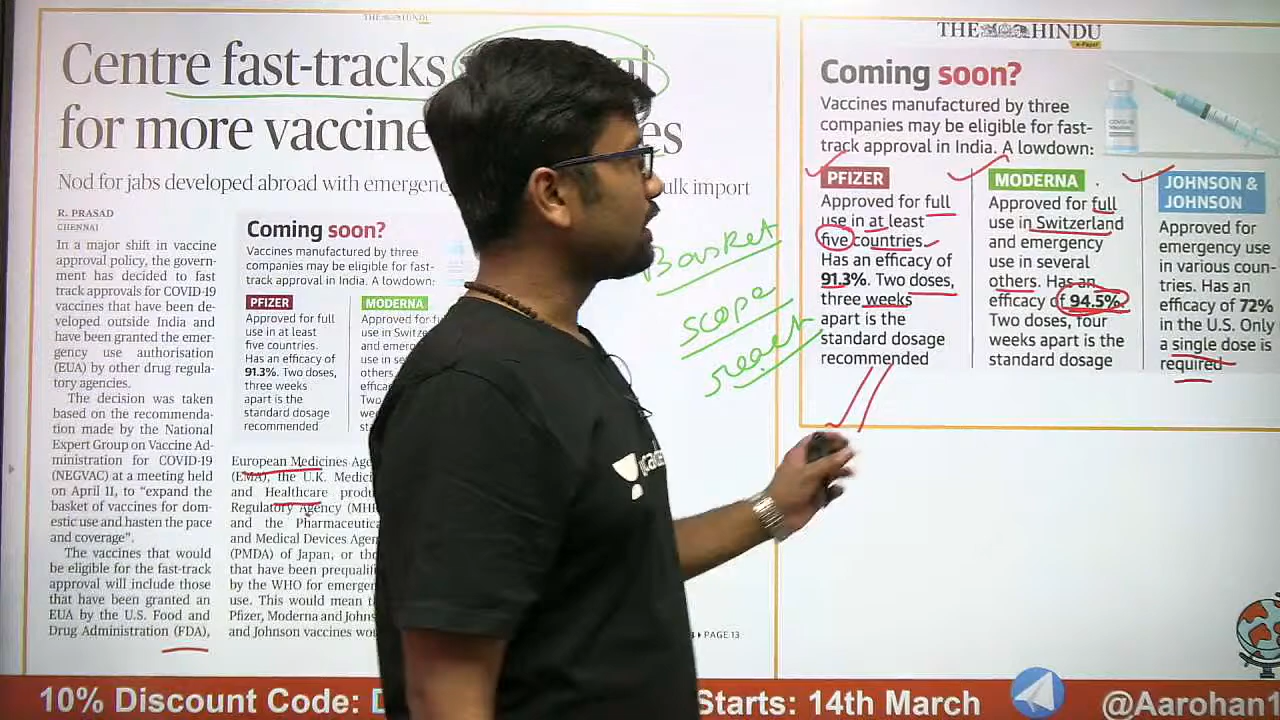 THE HINDU
Centre fast-tracks
for more vaccine
Nod for jabs developed abroad with
bulk import
R. PRASAD
CHENNAI
In a major shift in vaccine
approval policy, the govern-
ment has decided to fast
track approvals for COVID-19
vaccines that have been de-
veloped outside India and
have been granted the emer-
gency use authorisation
(EUA) by other drug regula-
tory agencies.
The decision was taken
based on the recommenda-
tion made by the National
Expert Group on Vaccine Ad-
ministration for COVID-19
(NEGVAC) at a meeting held
on April 11, to “expand the
basket of vaccines for dom-
estic use and hasten the pace
and coverage”.
The vaccines that would
be eligible for the fast-track
approval will include those
that have been granted an
EUA by the U.S. Food and
Drug Administration (FDA),
Coming soon?
Vaccines manufactured by three
companies may be eligible for fast-
track approval in India. A lowdown:
PFIZER
Approved for full
use in at least
five countries.
Has an efficacy of
91.3%. Two doses,
three weeks
apart is the
standard dosage
recommended
MODERNA
Approved for
use in
and
use in
Has
Two
weeks
standard
European Medicines
(EMA), the U.K.
and Healthcare
Regulatory Agency
and the
and Medical Devices
(PMDA) of Japan, or
that have been
by the WHO for
use. This would mean
Pfizer, Moderna and
and Johnson vaccines
PAGE 13
Basket
scope
reach
THE HINDU
e-Paper
Coming soon?
Vaccines manufactured by three
companies may be eligible for fast-
track approval in India. A lowdown:
COVID-19
PFIZER
Approved for full
use in at least
five countries.
Has an efficacy of
91.3%. Two doses,
three weeks
apart is the
standard dosage
recommended
MODERNA
Approved for full
use in Switzerland
and emergency
use in several
others. Has an
efficacy of 94.5%.
Two doses, four
weeks apart is the
standard dosage
JOHNSON &
JOHNSON
Approved for
emergency use
in various coun-
tries. Has an
efficacy of 72%
in the U.S. Only
a single dose is
required
10% Discount Code:
Starts: 14th March
@Aarohan1